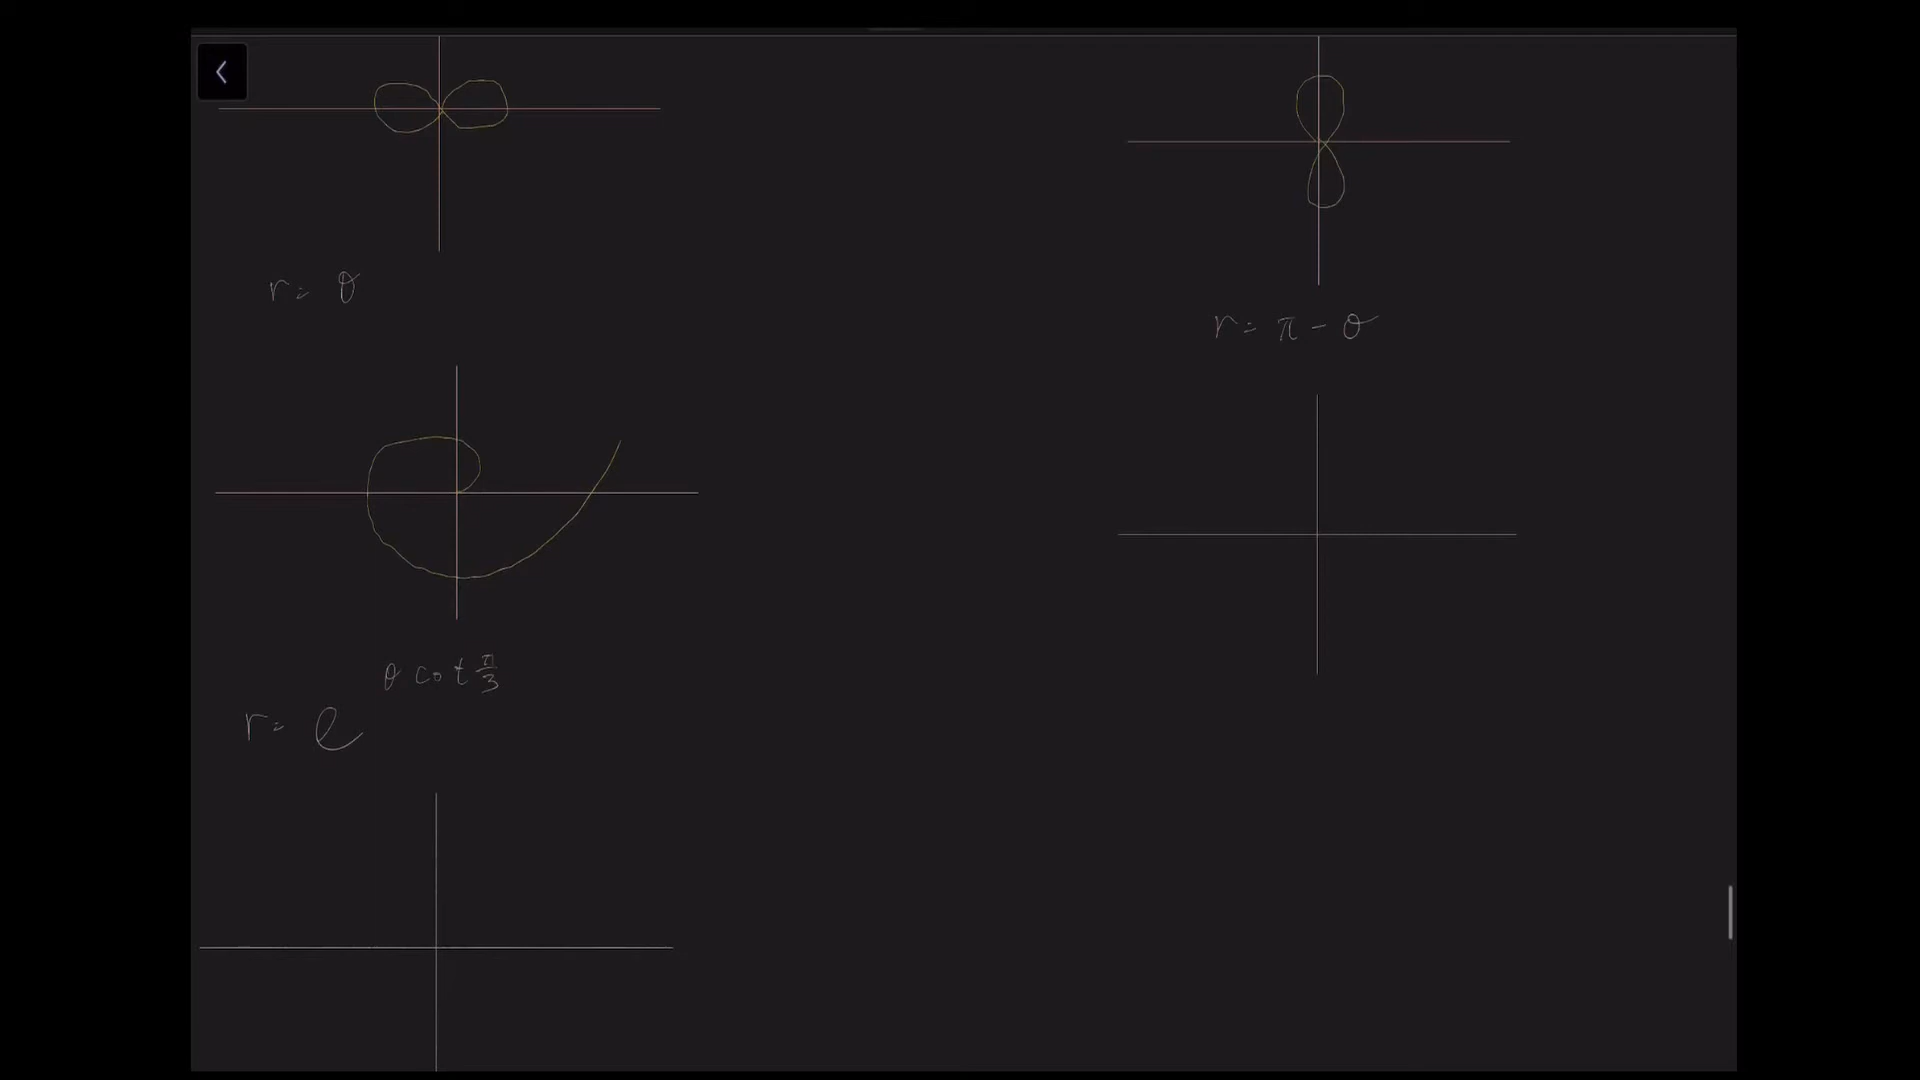 r = θ
r = π - θ
r = e^{θ cot π/3}